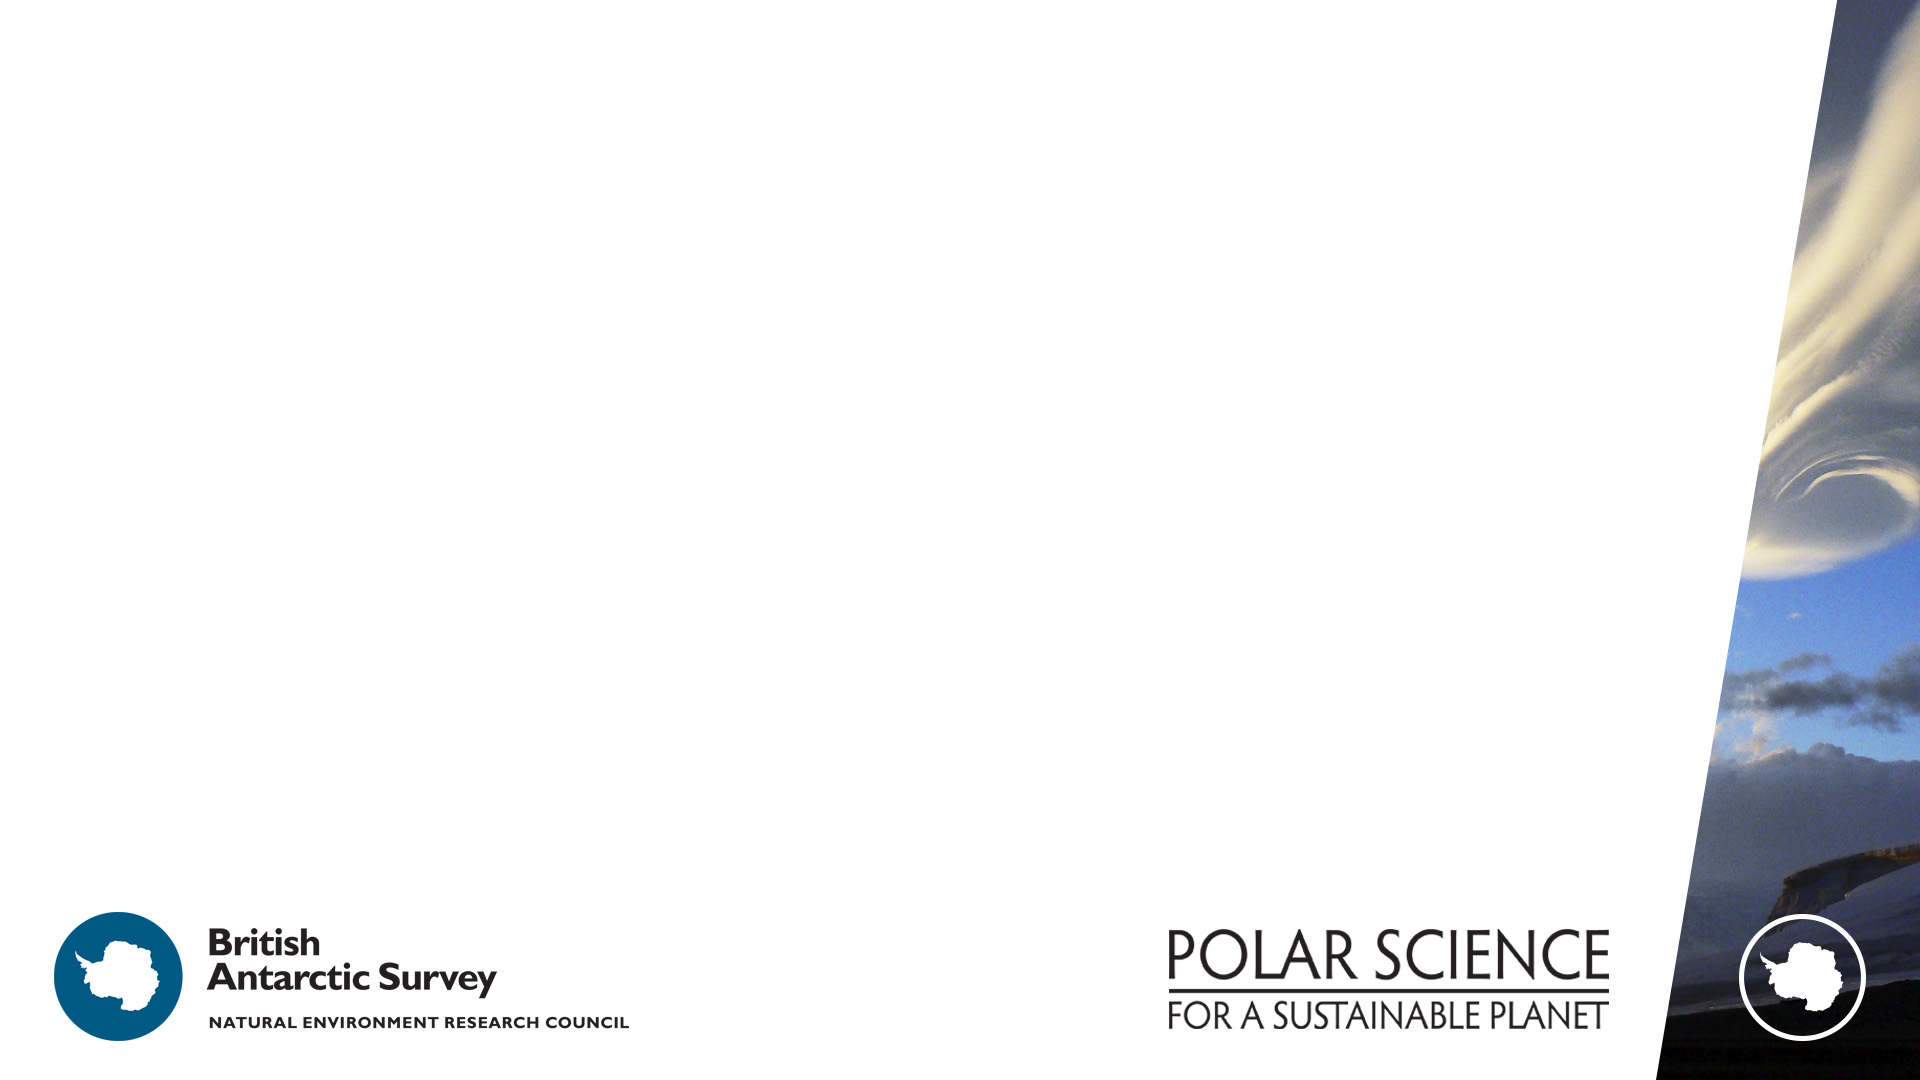 British
Antarctic Survey
NATURAL ENVIRONMENT RESEARCH COUNCIL
POLAR SCIENCE
FOR A SUSTAINABLE PLANET